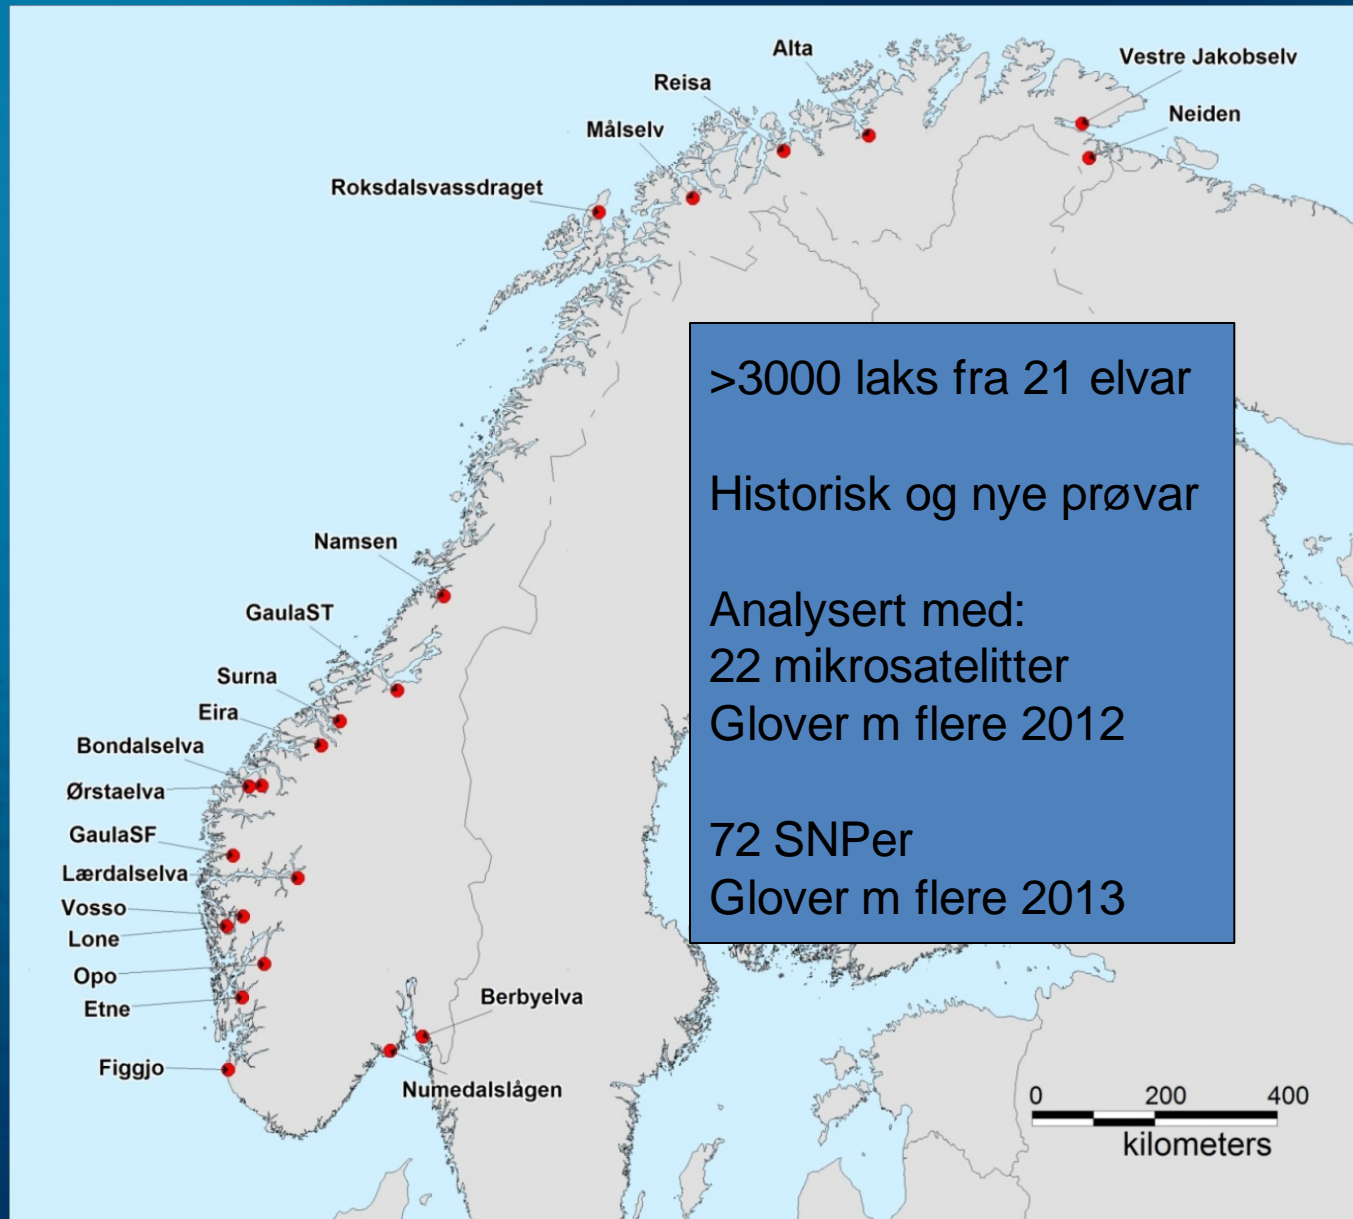 Alta
Vestre Jakobselv
Reisa
Neiden
Målselv
Roksdalsvassdraget
>3000 laks fra 21 elvar
Historisk og nye prøvar
Analysert med:
22 mikrosatelitter
Glover m flere 2012
72 SNPer
Glover m flere 2013
Namsen
GaulaST
Surna
Eira
Bondalselva
Ørstaelva
GaulaSF
Lærdalselva
Vosso
Lone
Opo
Etne
Berbyelva
Figgjo
Numedalslågen
0 200 400
kilometers